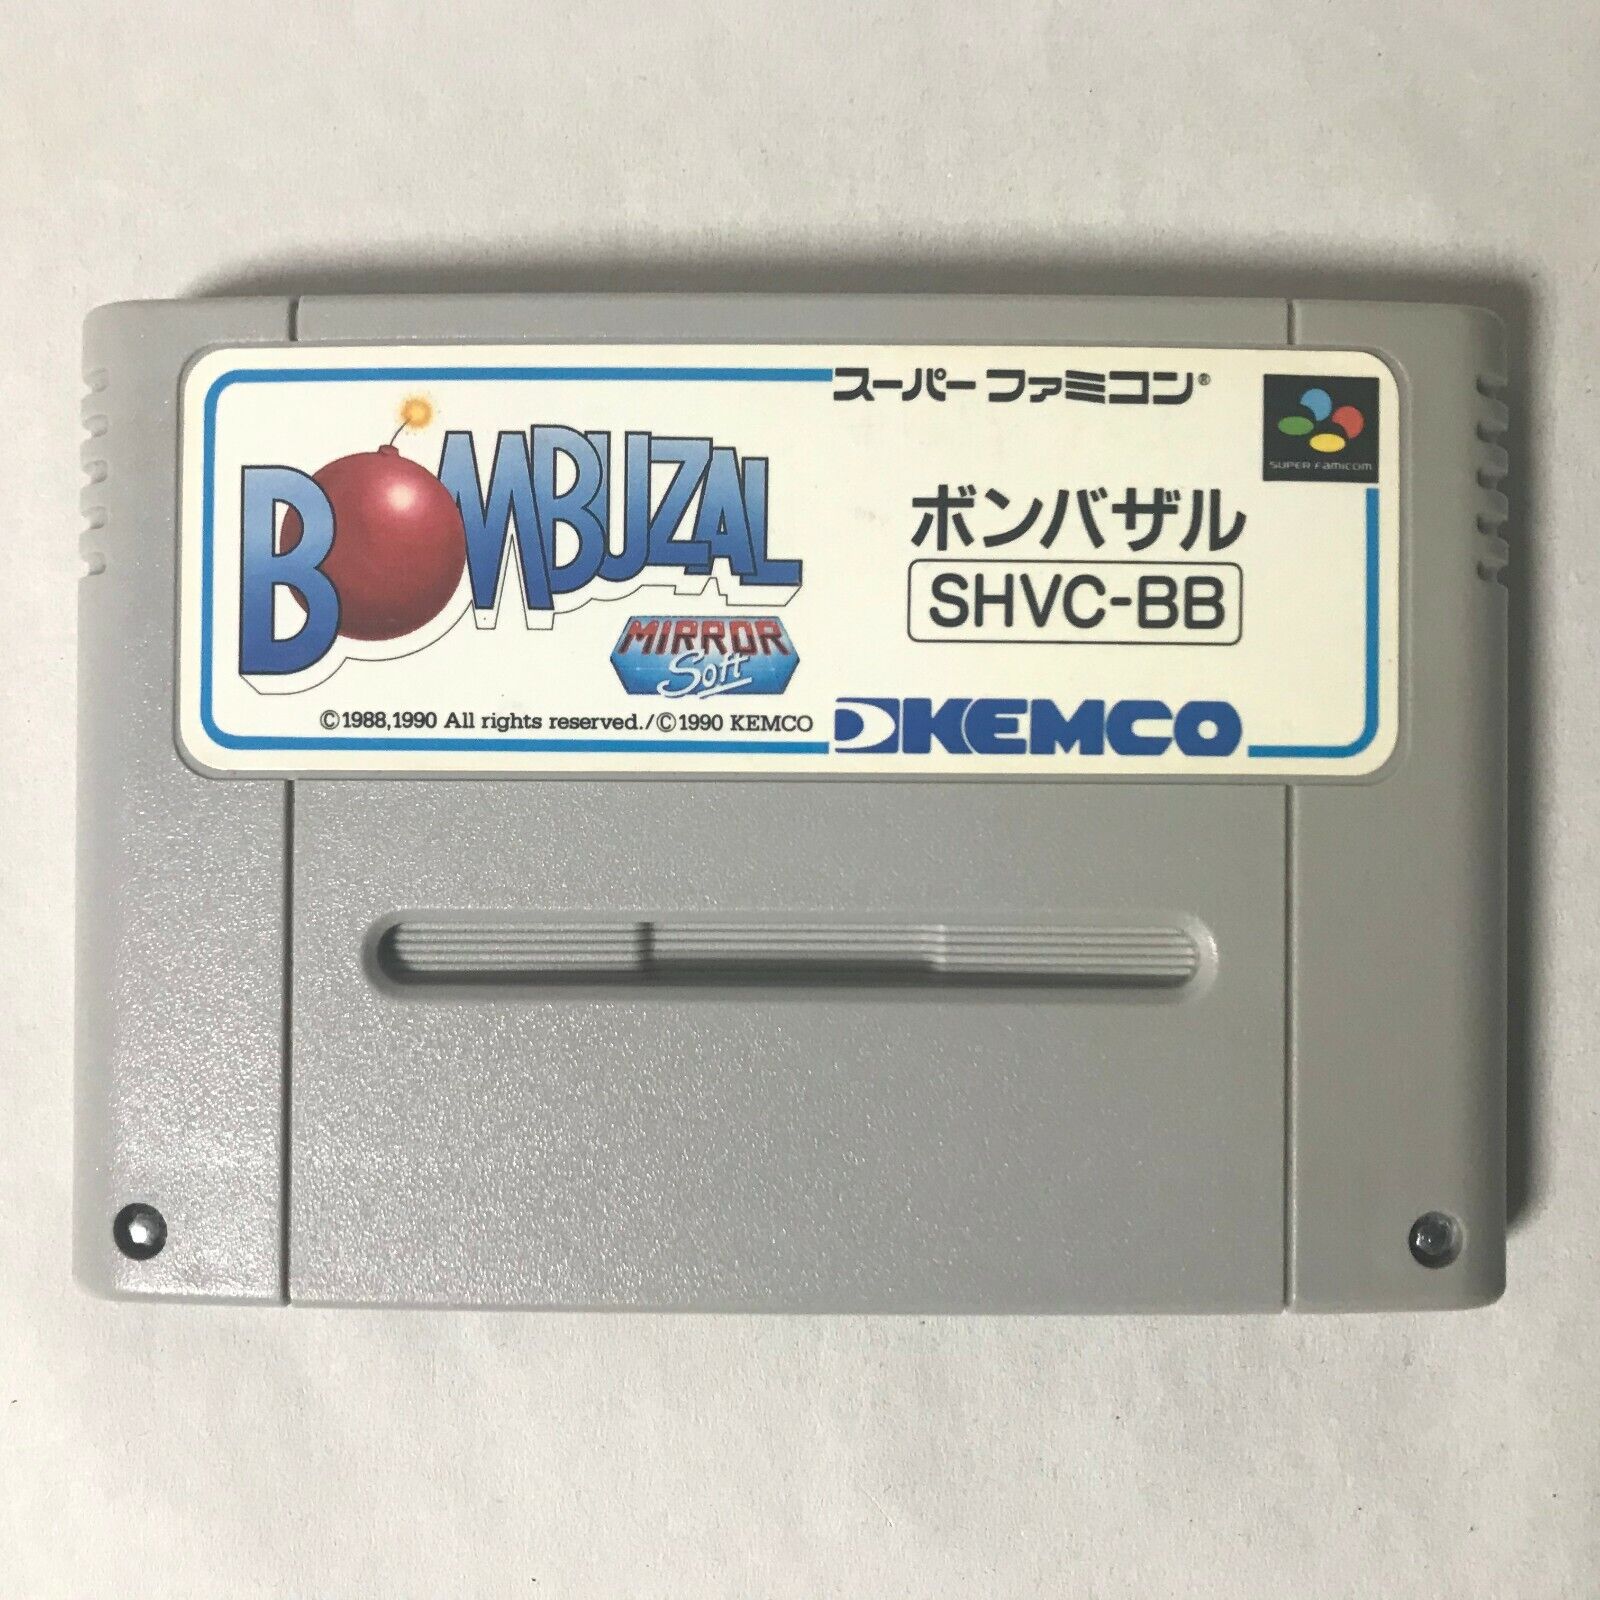 スーパー ファミコン®
SUPER FAMICOM
BOMBUZAL
ボンバザル
SHVC-BB
MIRROR
Soft
©1988,1990 All rights reserved./©1990 KEMCO
KEMCO